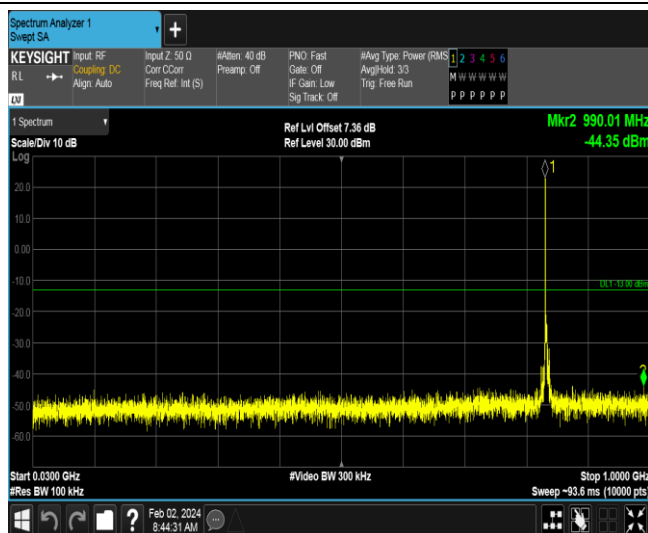 Spectrum Analyzer 1
Swept SA
+
KEYSIGHT
RL
LXI
Input: RF
Coupling: DC
Align: Auto
Input Z: 50 Ω
Corr CCorr
Freq Ref: Int (S)
#Atten: 40 dB
Preamp: Off
PNO: Fast
Gate: Off
IF Gain: Low
Sig Track: Off
#Avg Type: Power (RMS
Avg|Hold: 3/3
Trig: Free Run
1 2 3 4 5 6
M W W W W W
P P P P P P
1 Spectrum
Scale/Div 10 dB
Log
Ref Lvl Offset 7.36 dB
Ref Level 30.00 dBm
Mkr2 990.01 MHz
-44.35 dBm
1
20.0
10.0
0.00
-10.0
DL1 -13.00 dBm
-20.0
-30.0
-40.0
2
-50.0
-60.0
Start 0.0300 GHz
#Res BW 100 kHz
#Video BW 300 kHz
Stop 1.0000 GHz
Sweep ~93.6 ms (10000 pts)
?
Feb 02, 2024
8:44:31 AM